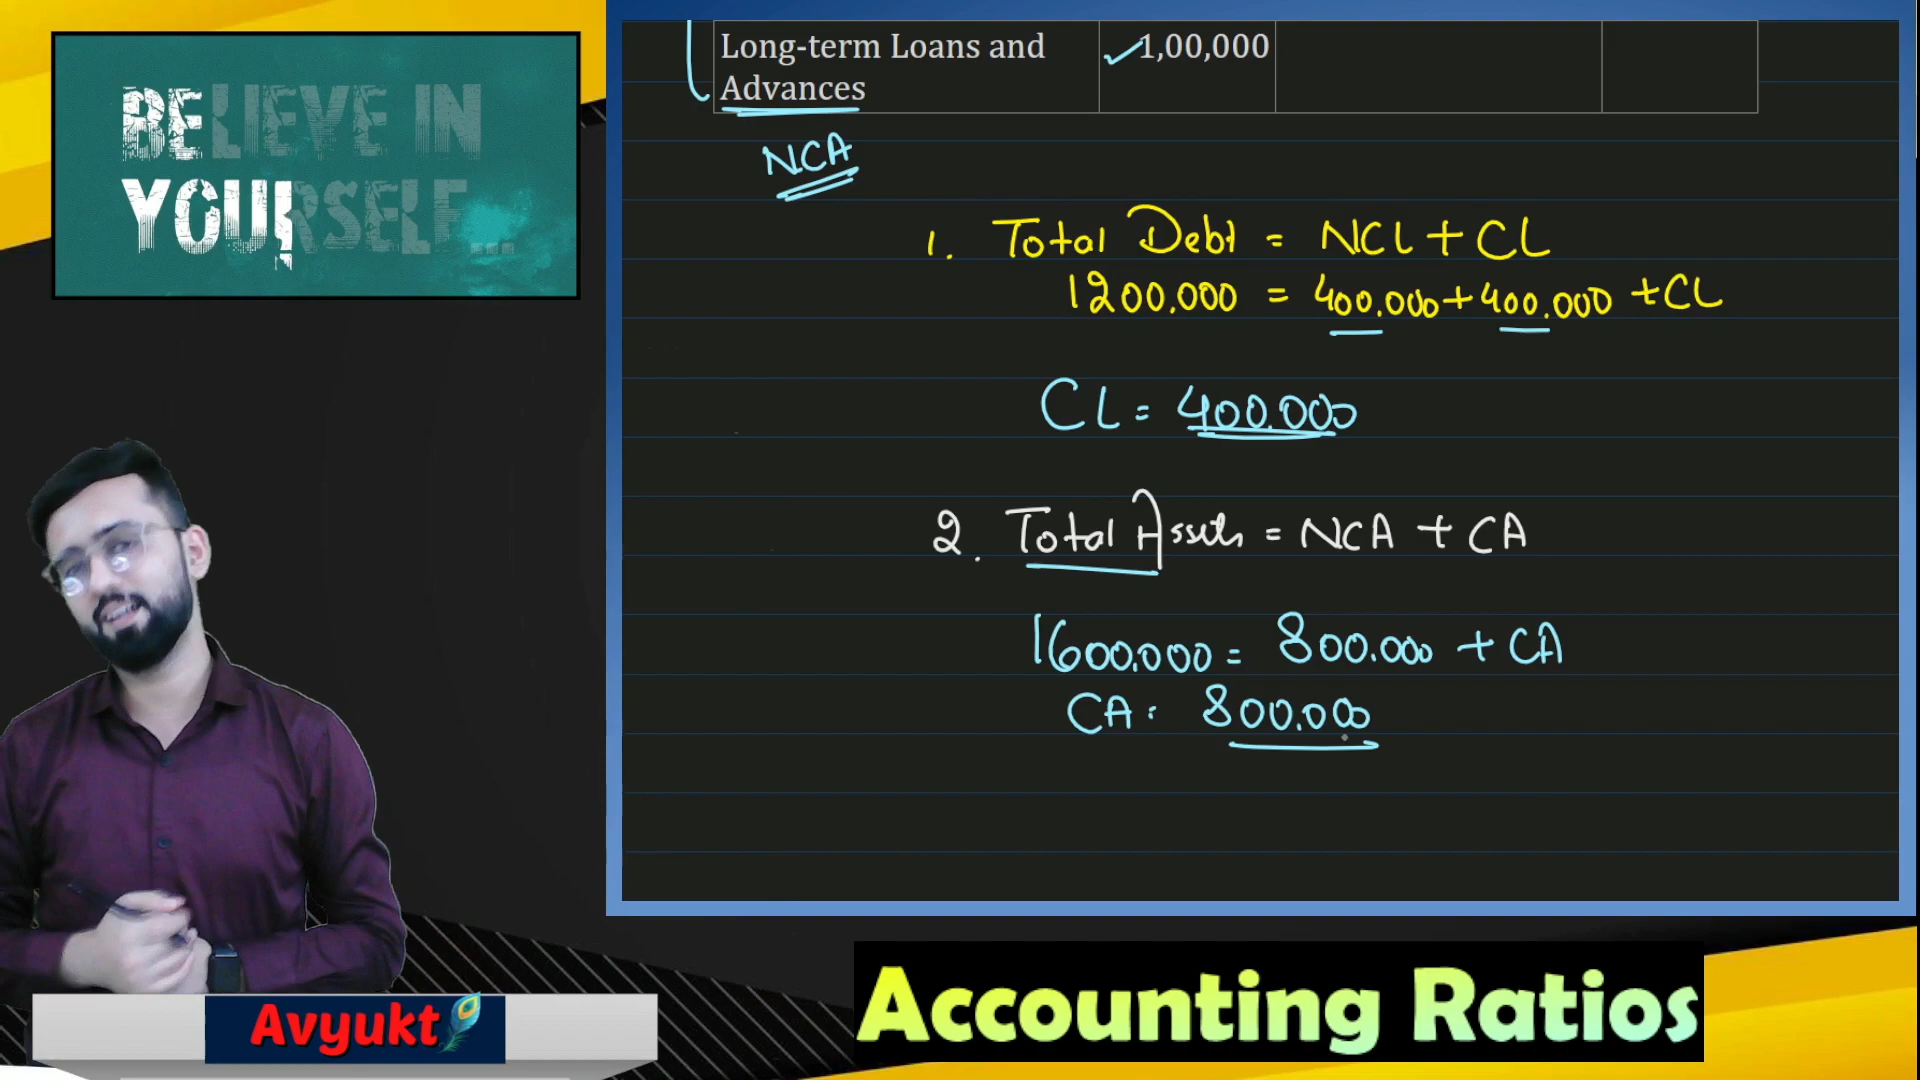 BELIEVE IN
YOURSELF...
Long-term Loans and Advances
1,00,000
NCA
1. Total Debt = NCL + CL
1200.000 = 400.000 + 400.000 + CL
CL = 400.000
2. Total Assets = NCA + CA
1600.000 = 800.000 + CA
CA = 800.000
Avyukt
Accounting Ratios